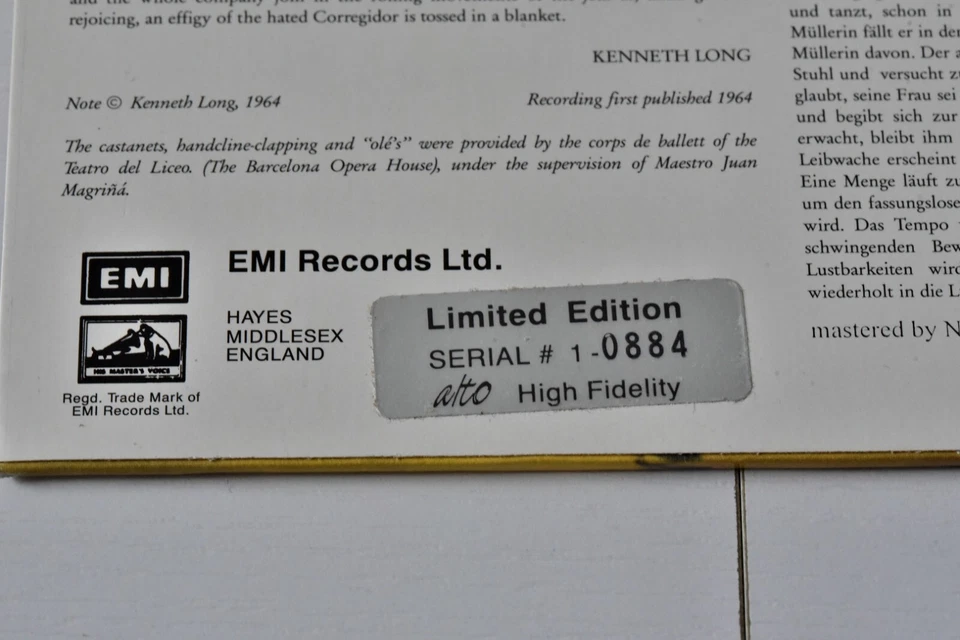 rejoicing, an effigy of the hated Corregidor is tossed in a blanket.
KENNETH LONG
Note © Kenneth Long, 1964
Recording first published 1964
The castanets, handcline-clapping and “olé’s” were provided by the corps de ballett of the
Teatro del Liceo. (The Barcelona Opera House), under the supervision of Maestro Juan
Magriñá.
EMI
HIS MASTER'S VOICE
Regd. Trade Mark of
EMI Records Ltd.
EMI Records Ltd.
HAYES
MIDDLESEX
ENGLAND
Limited Edition
SERIAL # 1-0884
alto High Fidelity
und tanzt, schon in
Müllerin fällt er in
Müllerin davon. Der
Stuhl und versucht
glaubt, seine Frau sei
und begibt sich zur
erwacht, bleibt ihm
Leibwache erscheint
Eine Menge läuft
um den fassungslose
wird. Das Tempo
schwingenden
Lustbarkeiten
wiederholt in die
mastered by N